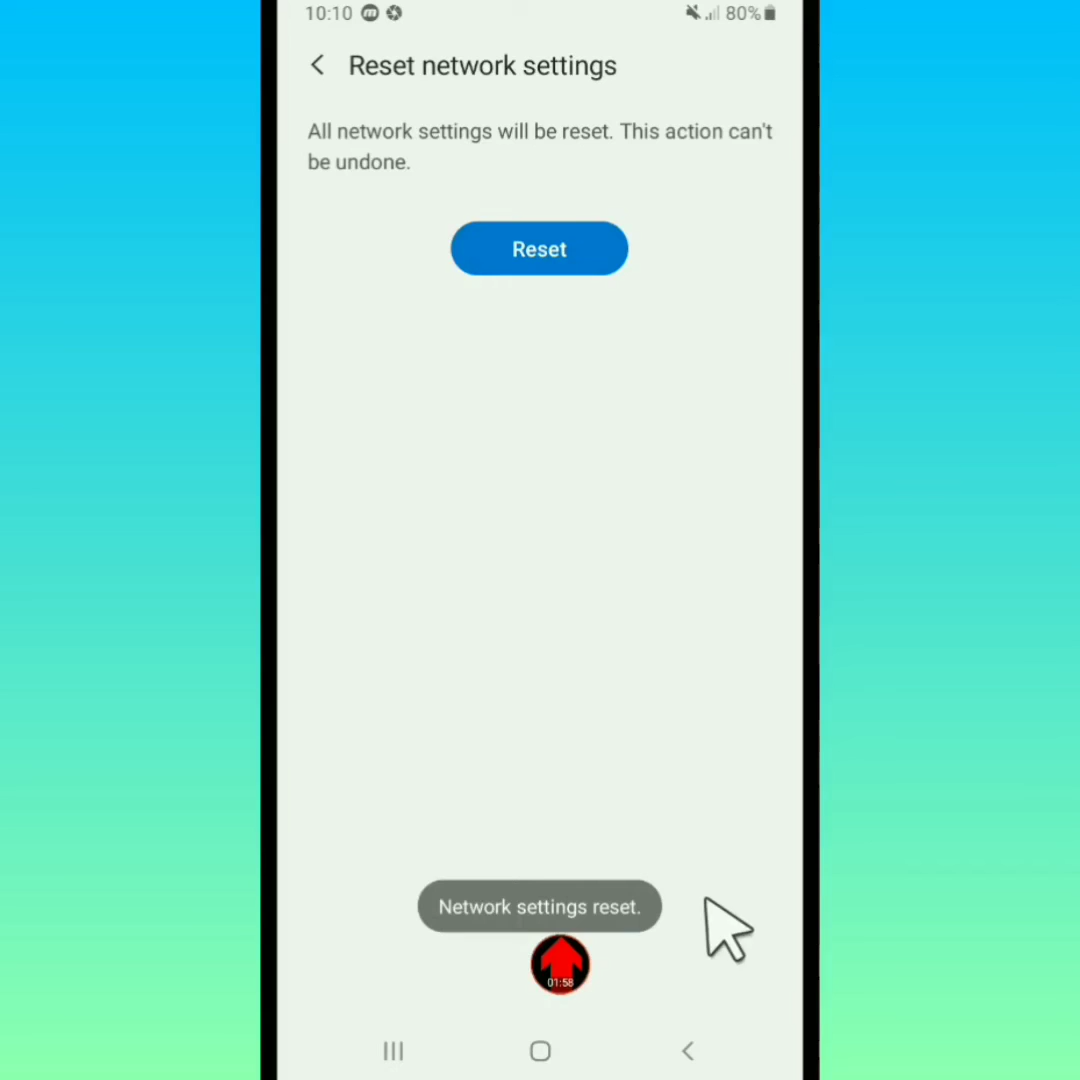 10:10 80%
Reset network settings
All network settings will be reset. This action can't
be undone.
Reset
Network settings reset.
01:58